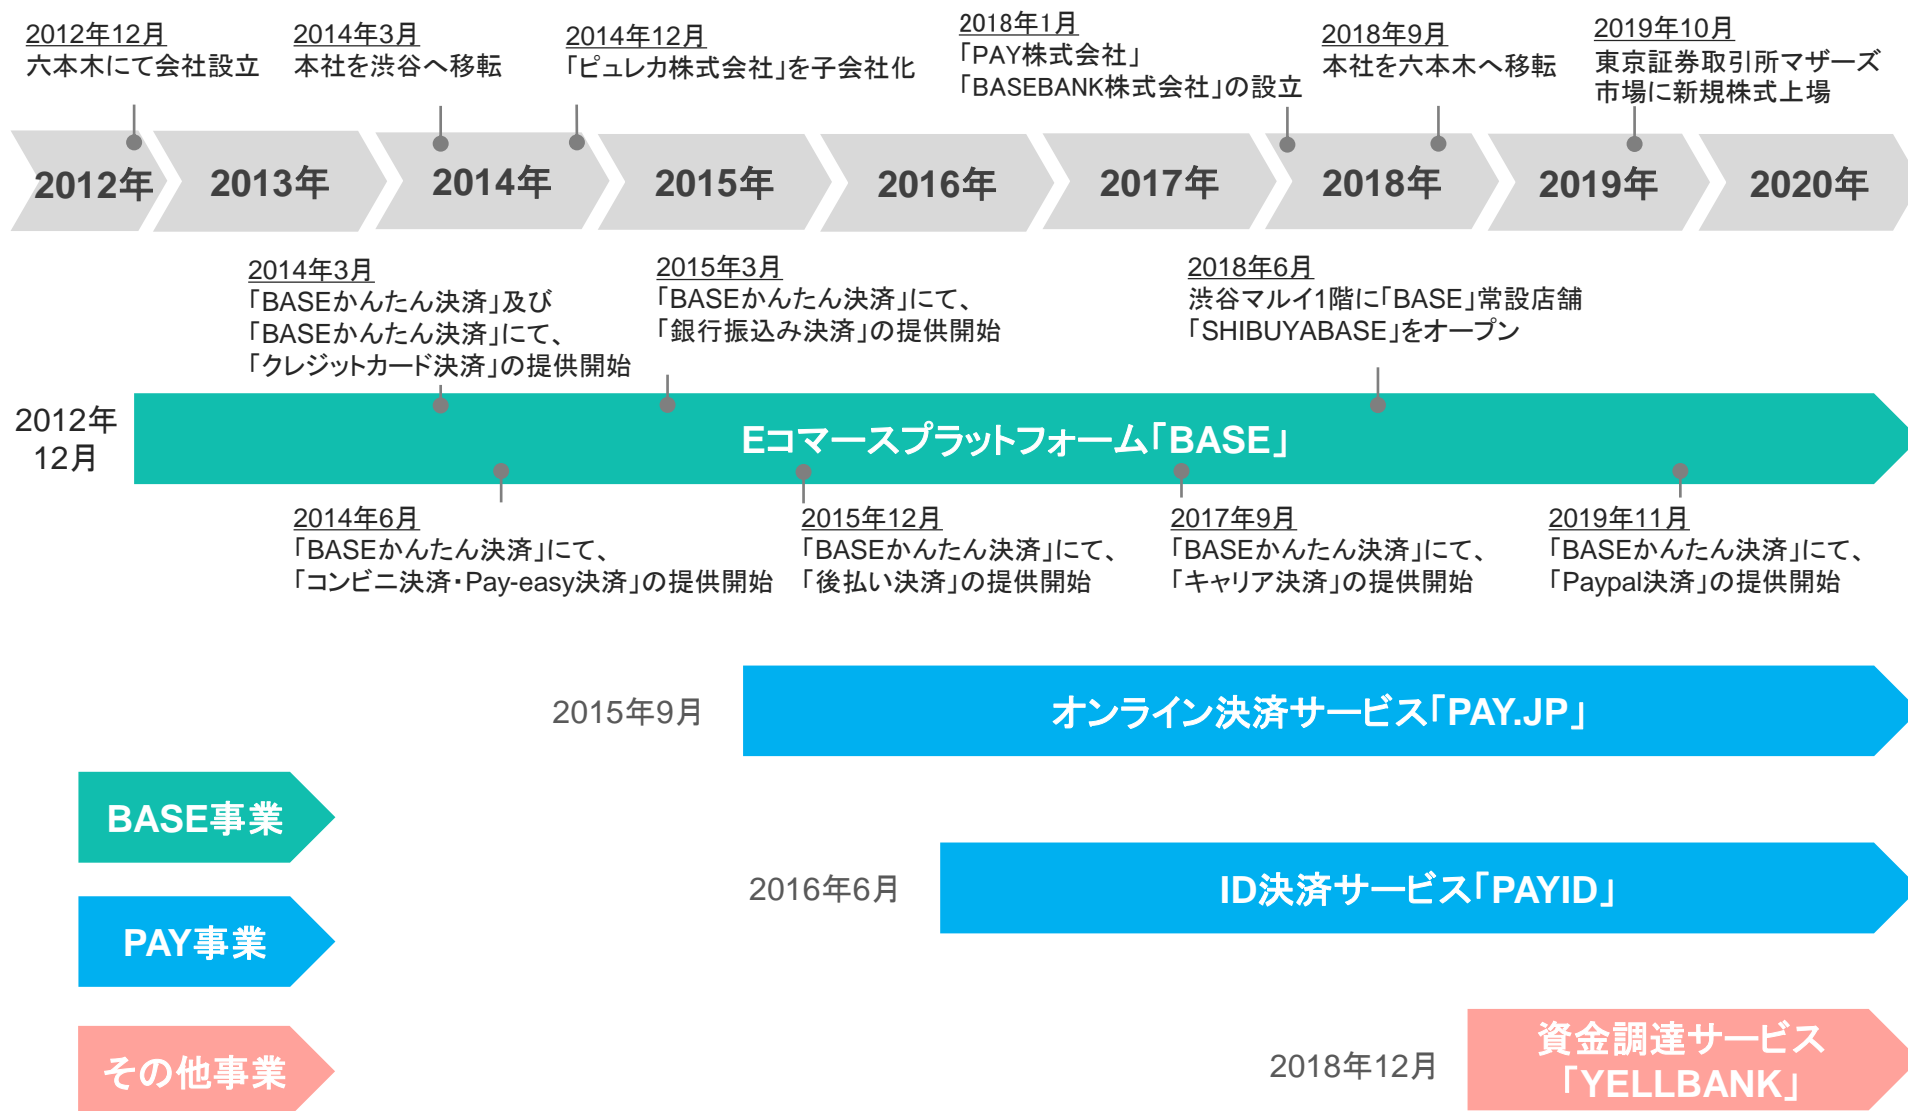 2012年12月
六本木にて会社設立
2014年3月
本社を渋谷へ移転
2014年12月
「ピュレカ株式会社」を子会社化
2018年1月
「PAY株式会社」
「BASEBANK株式会社」の設立
2018年9月
本社を六本木へ移転
2019年10月
東京証券取引所マザーズ
市場に新規株式上場
2012年
2013年
2014年
2015年
2016年
2017年
2018年
2019年
2020年
2014年3月
「BASEかんたん決済」及び
「BASEかんたん決済」にて、
「クレジットカード決済」の提供開始
2015年3月
「BASEかんたん決済」にて、
「銀行振込み決済」の提供開始
2018年6月
渋谷マルイ1階に「BASE」常設店舗
「SHIBUYABASE」をオープン
2012年
12月
Eコマースプラットフォーム「BASE」
2014年6月
「BASEかんたん決済」にて、
「コンビニ決済・Pay-easy決済」の提供開始
2015年12月
「BASEかんたん決済」にて、
「後払い決済」の提供開始
2017年9月
「BASEかんたん決済」にて、
「キャリア決済」の提供開始
2019年11月
「BASEかんたん決済」にて、
「Paypal決済」の提供開始
2015年9月
オンライン決済サービス「PAY.JP」
BASE事業
2016年6月
ID決済サービス「PAYID」
PAY事業
その他事業
2018年12月
資金調達サービス
「YELLBANK」